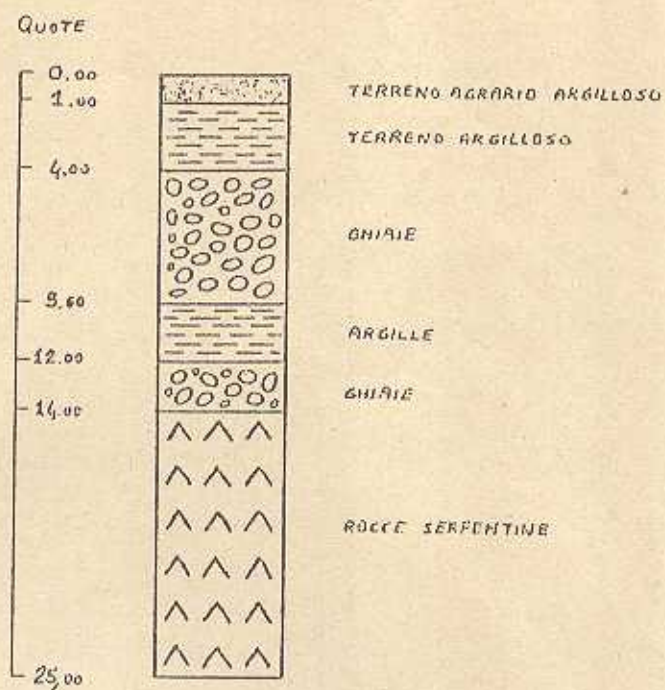 QUOTE
0.00
TERRENO AGRARIO ARGILLOSO
1.00
TERRENO ARGILLOSO
4.00
GHIAIE
9.60
ARGILLE
12.00
GHIAIE
14.00
ROCCE SERPENTINE
25,00